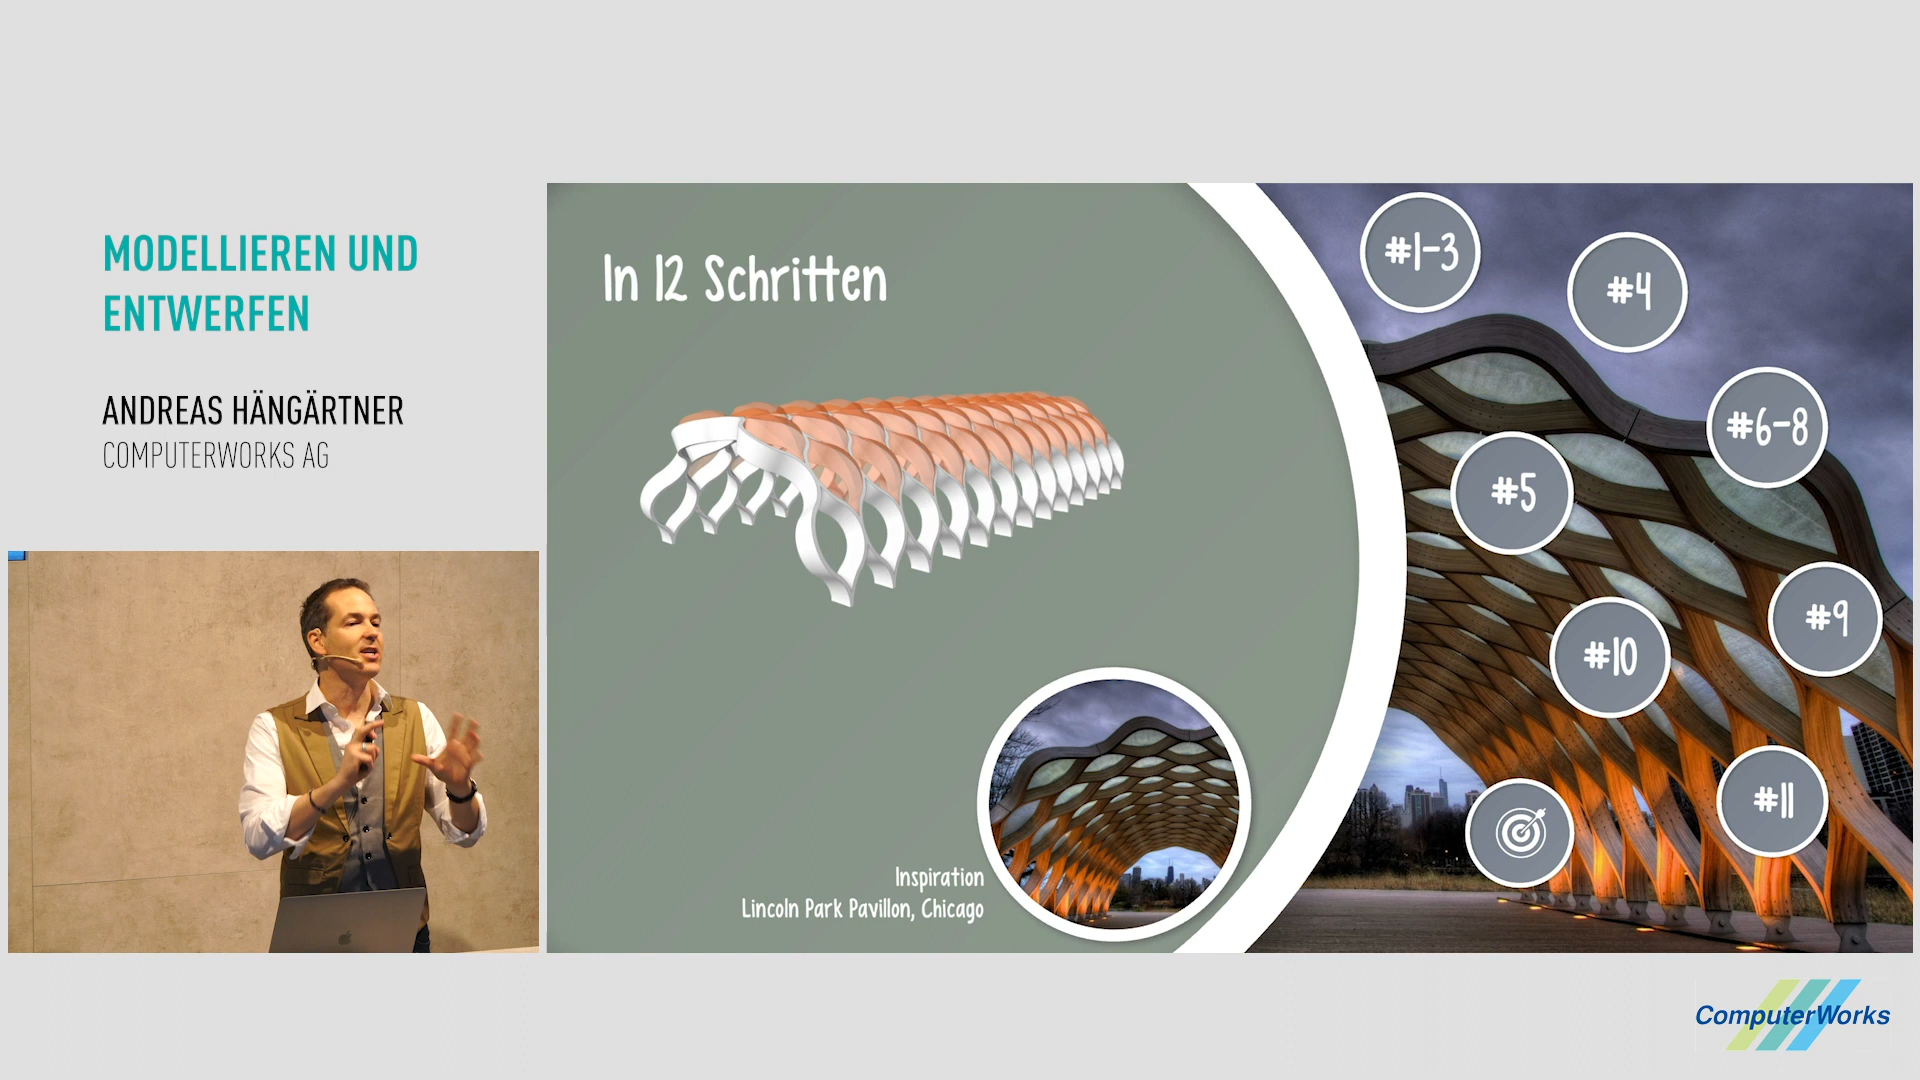 MODELLIEREN UND
ENTWERFEN
ANDREAS HÄNGÄRTNER
COMPUTERWORKS AG
In 12 Schritten
Inspiration
Lincoln Park Pavillon, Chicago
#1-3
#4
#6-8
#5
#9
#10
#11
ComputerWorks